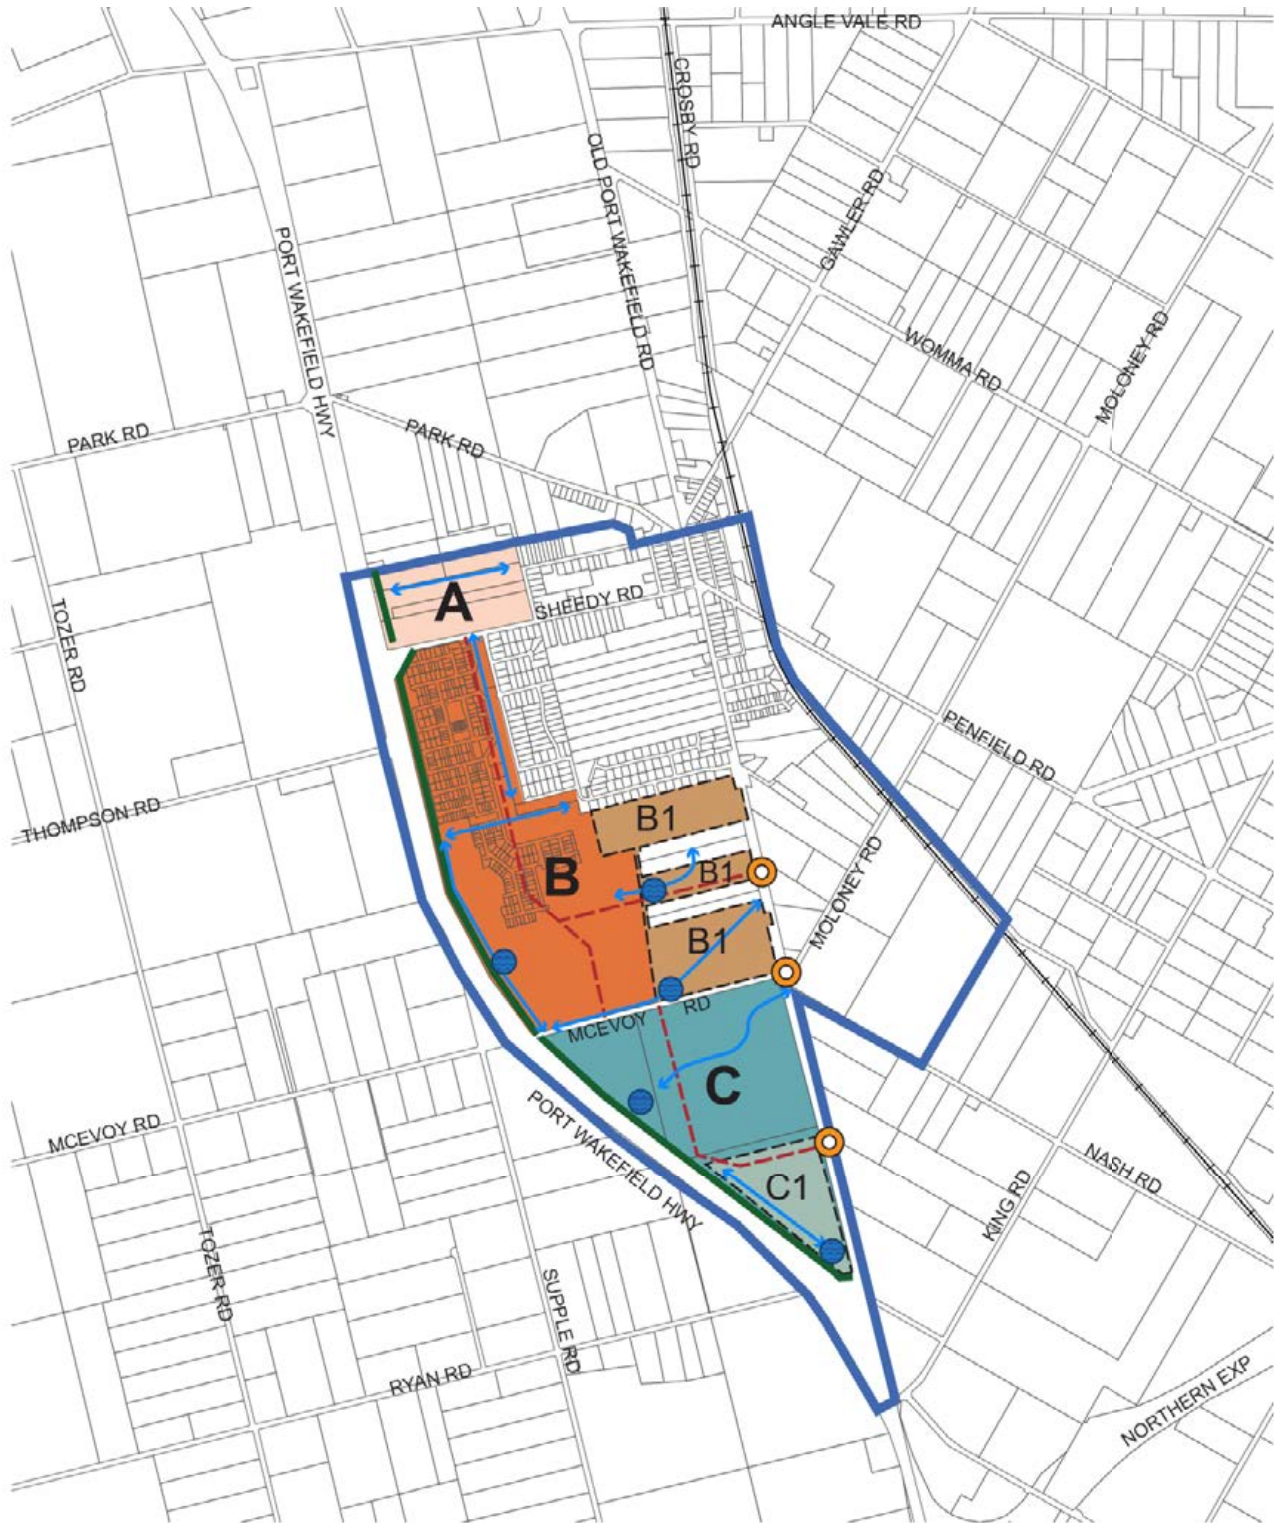 ANGLE VALE RD
CROSBY RD
OLD PORT WAKEFIELD RD
GAWLER RD
PORT WAKEFIELD HWY
WOMMA RD
MOLONEY RD
PARK RD
PARK RD
A
SHEEDY RD
TOZER RD
PENFIELD RD
THOMPSON RD
B1
B
B1
MOLONEY RD
B1
MCEVOY RD
C
PORT WAKEFIELD HWY
MCEVOY RD
NASH RD
C1
KING RD
TOZER RD
SUPPLE RD
RYAN RD
NORTHERN EXP